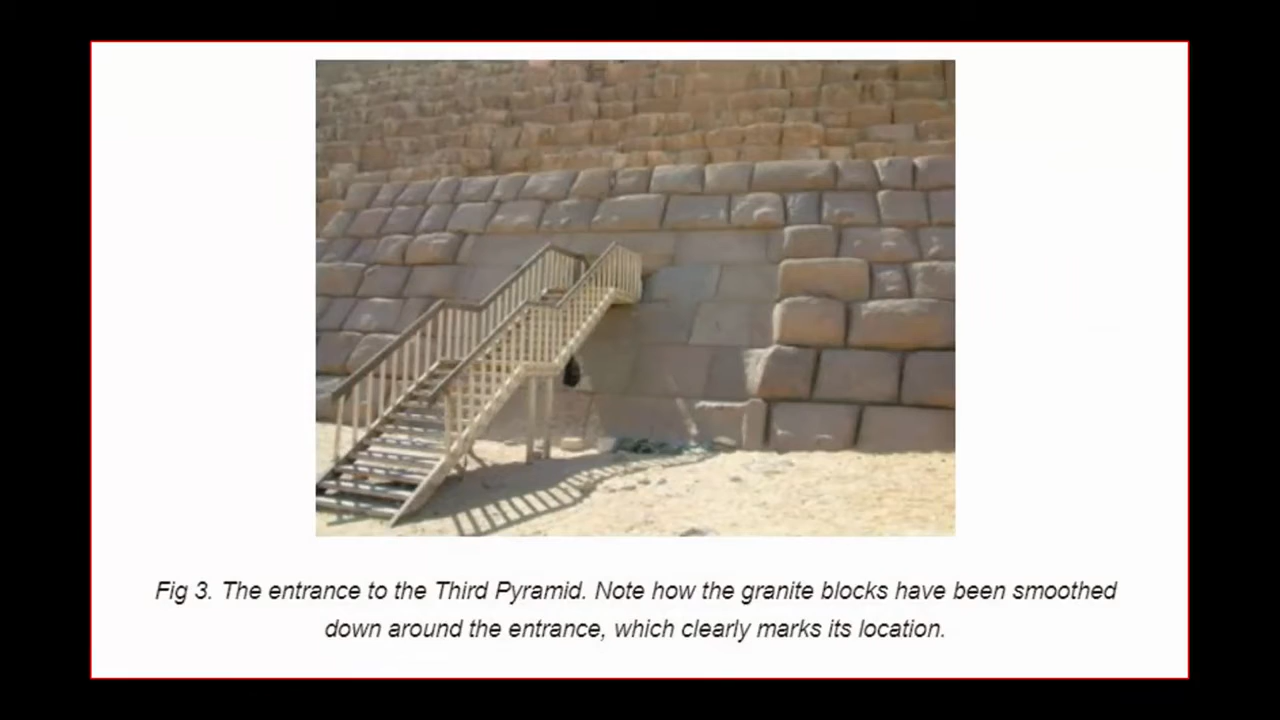 Fig 3. The entrance to the Third Pyramid. Note how the granite blocks have been smoothed
down around the entrance, which clearly marks its location.